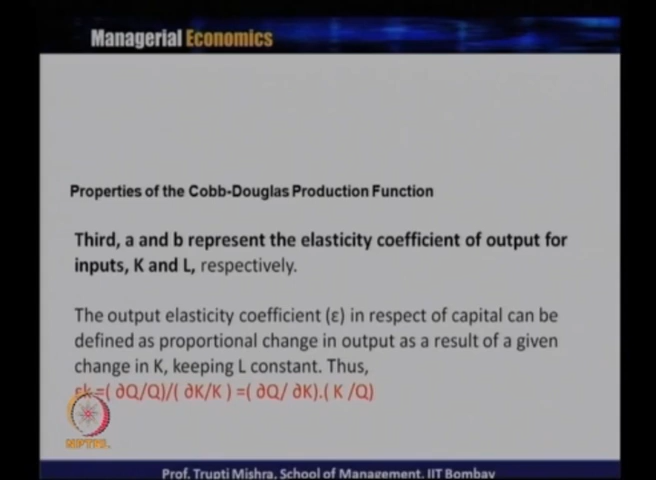 Managerial Economics
Properties of the Cobb-Douglas Production Function
Third, a and b represent the elasticity coefficient of output for
inputs, K and L, respectively.
The output elasticity coefficient (ε) in respect of capital can be
defined as proportional change in output as a result of a given
change in K, keeping L constant. Thus,
εk =( ∂Q/Q)/( ∂K/K ) =( ∂Q/ ∂K).( K /Q)
NPTEL
Prof. Trupti Mishra, School of Management, IIT Bombay